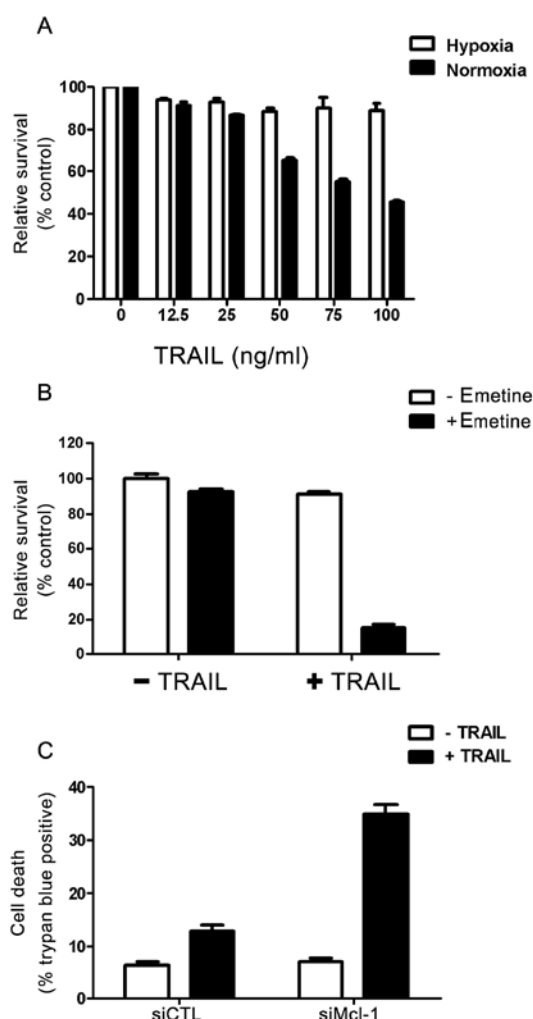 A
Hypoxia
Normoxia
Relative survival
(% control)
100
80
60
40
20
0
0 12.5 25 50 75 100
TRAIL (ng/ml)
B
- Emetine
+Emetine
Relative survival
(% control)
120
100
80
60
40
20
0
- TRAIL + TRAIL
C
- TRAIL
+ TRAIL
Cell death
(% trypan blue positive)
40
30
20
10
0
siCTL siMcl-1